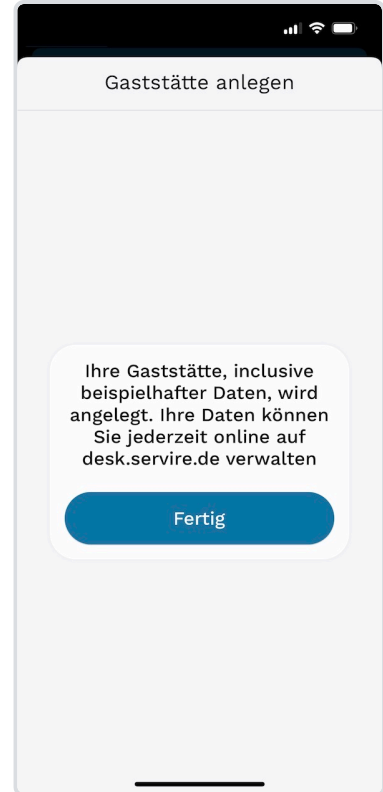 Gaststätte anlegen
Ihre Gaststätte, inclusive
beispielhafter Daten, wird
angelegt. Ihre Daten können
Sie jederzeit online auf
desk.servire.de verwalten
Fertig